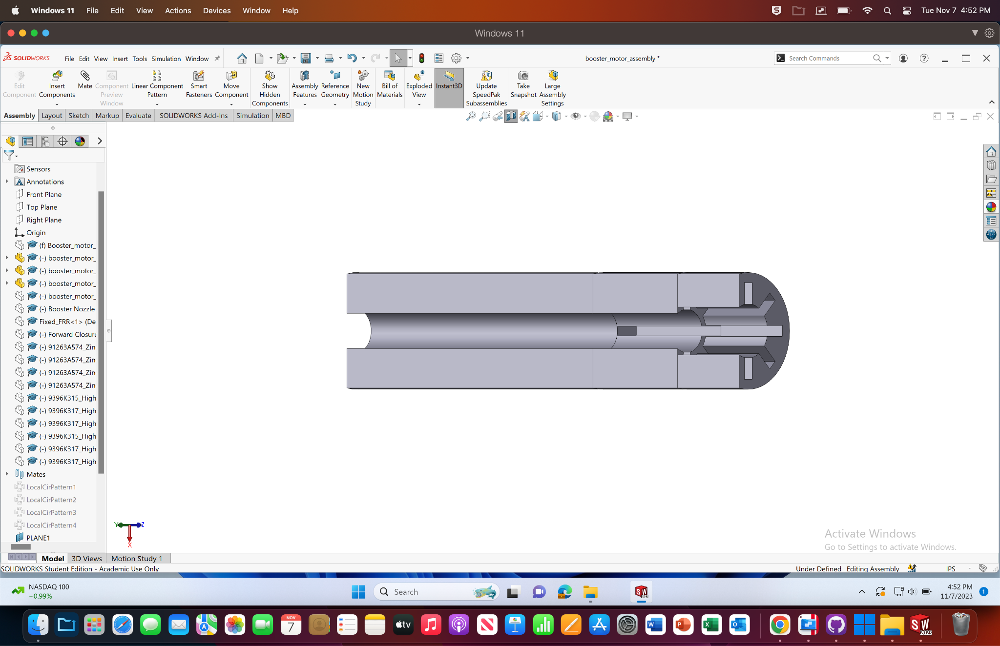 Windows 11 File Edit View Actions Devices Window Help Tue Nov 7 4:52 PM
Windows 11
SOLIDWORKS File Edit View Insert Tools Simulation Window booster_motor_assembly * Search Commands
Edit Component
Insert Components
Mate
Component Preview Window
Linear Component Pattern
Smart Fasteners
Move Component
Show Hidden Components
Assembly Features
Reference Geometry
New Motion Study
Bill of Materials
Exploded View
Instant3D
Update SpeedPak Subassemblies
Take Snapshot
Large Assembly Settings
Assembly Layout Sketch Markup Evaluate SOLIDWORKS Add-Ins Simulation MBD
Sensors
Annotations
Front Plane
Top Plane
Right Plane
Origin
(f) Booster_motor_
(-) booster_motor_
(-) booster_motor_
(-) booster_motor_
(-) booster_motor_
(-) Booster Nozzle
Fixed_FRR<1> (De
(-) Forward Closure
(-) 91263A574_Zin
(-) 91263A574_Zin
(-) 91263A574_Zin
(-) 91263A574_Zin
(-) 9396K315_High
(-) 9396K317_High
(-) 9396K317_High
(-) 9396K315_High
(-) 9396K317_High
(-) 9396K317_High
Mates
LocalCirPattern1
LocalCirPattern2
LocalCirPattern3
LocalCirPattern4
PLANE1
Y Z
X
Activate Windows
Go to Settings to activate Windows.
Model 3D Views Motion Study 1
SOLIDWORKS Student Edition - Academic Use Only Under Defined Editing Assembly IPS -
NASDAQ 100
+0.99%
Search
SW
2023
4:52 PM
11/7/2023
1
NOV
7
tv
W
P
X
SW
2023